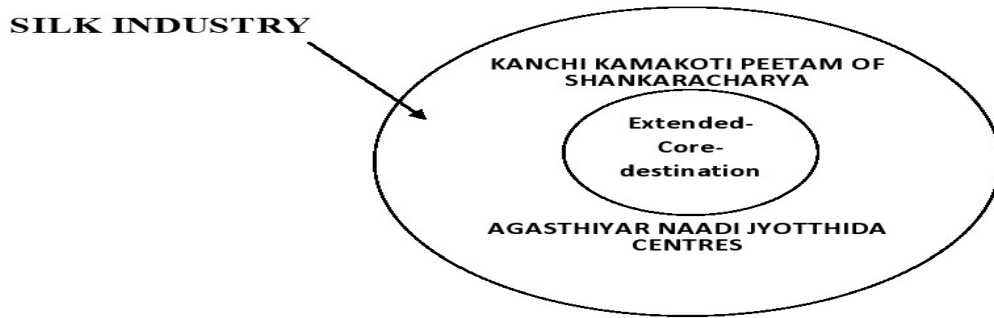 SILK INDUSTRY
KANCHI KAMAKOTI PEETAM OF
SHANKARACHARYA
Extended-
Core-
destination
AGASTHIYAR NAADI JYOTTHIDA
CENTRES